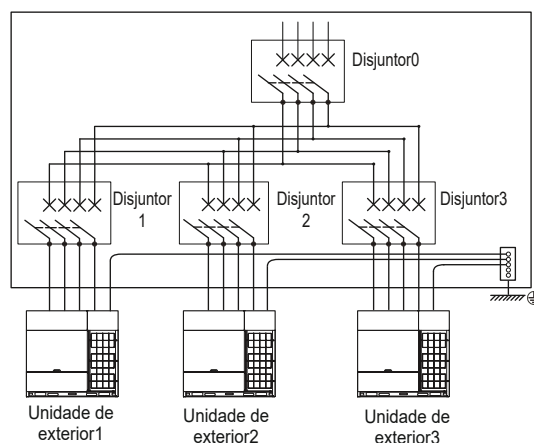 Disjuntor0
Disjuntor
1
Disjuntor
2
Disjuntor3
Unidade de
exterior1
Unidade de
exterior2
Unidade de
exterior3